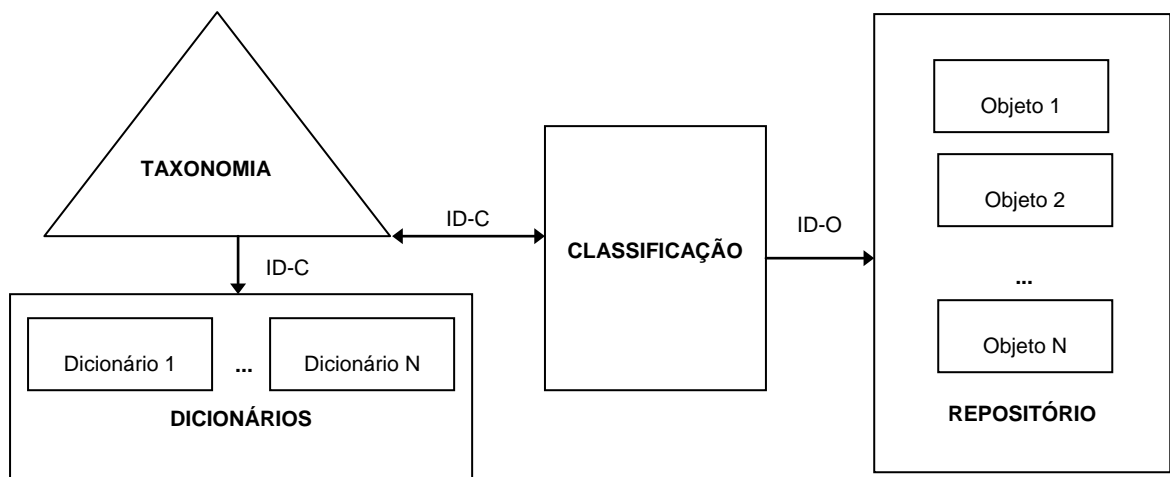 TAXONOMIA
ID-C
ID-C
Dicionário 1
...
Dicionário N
DICIONÁRIOS
CLASSIFICAÇÃO
ID-O
Objeto 1
Objeto 2
...
Objeto N
REPOSITÓRIO